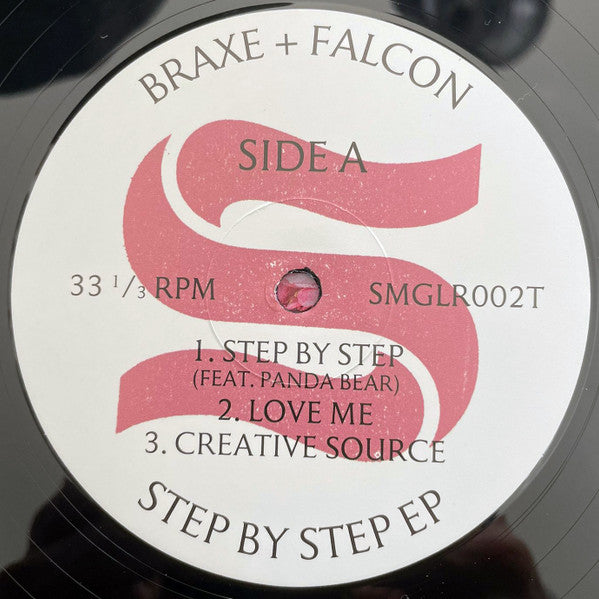 BRAXE + FALCON
SIDE A
33 1/3 RPM
SMGLR002T
1. STEP BY STEP
(FEAT. PANDA BEAR)
2. LOVE ME
3. CREATIVE SOURCE
STEP BY STEP EP